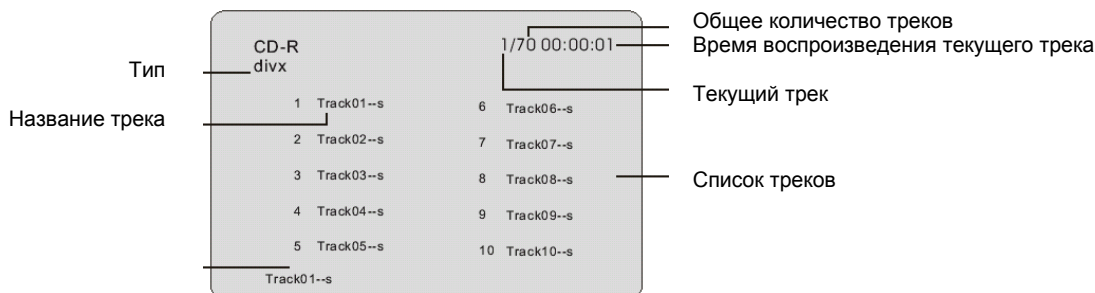 Общее количество треков
CD-R 1/70 00:00:01 Время воспроизведения текущего трека
Тип divx
Текущий трек
1 Track01--s 6 Track06--s
Название трека
2 Track02--s 7 Track07--s
3 Track03--s 8 Track08--s Список треков
4 Track04--s 9 Track09--s
5 Track05--s 10 Track10--s
Track01--s